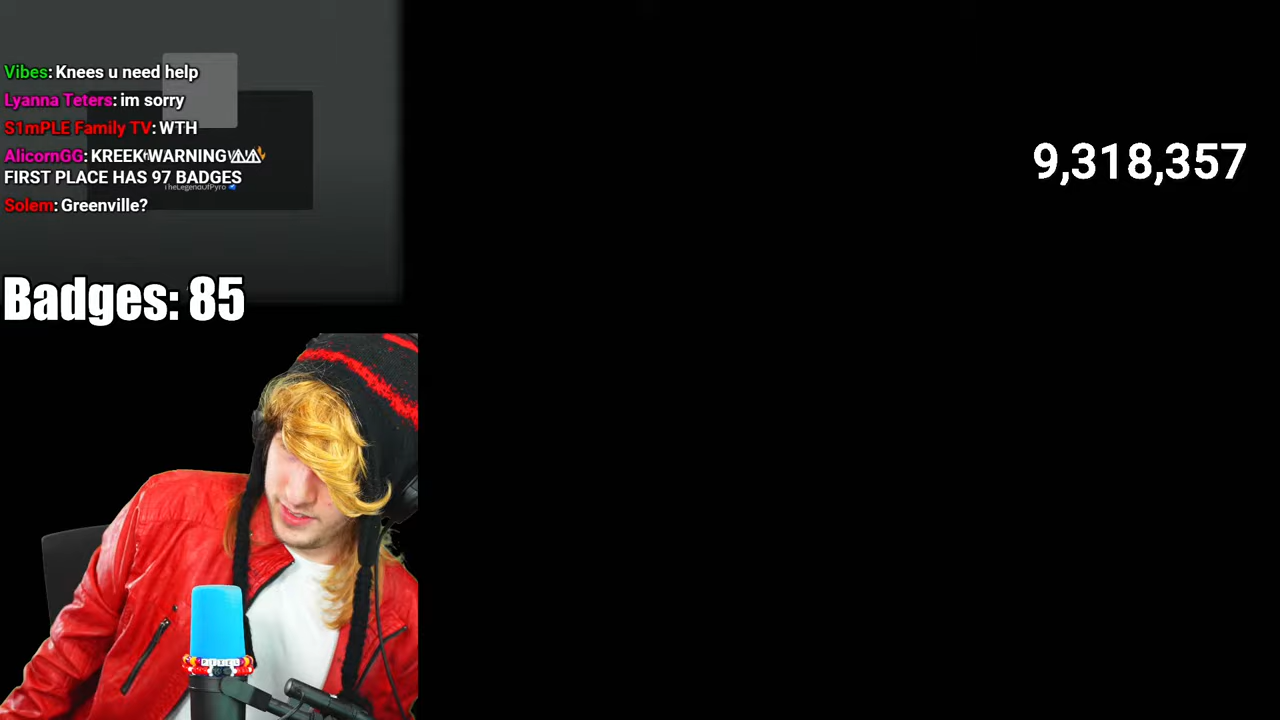 Vibes: Knees u need help
Lyanna Teters: im sorry
S1mPLE Family TV: WTH
AlicornGG: KREEK WARNING⚠⚠🔥
FIRST PLACE HAS 97 BADGES
TheLegendOfPyro
Solem: Greenville?
9,318,357
Badges: 85